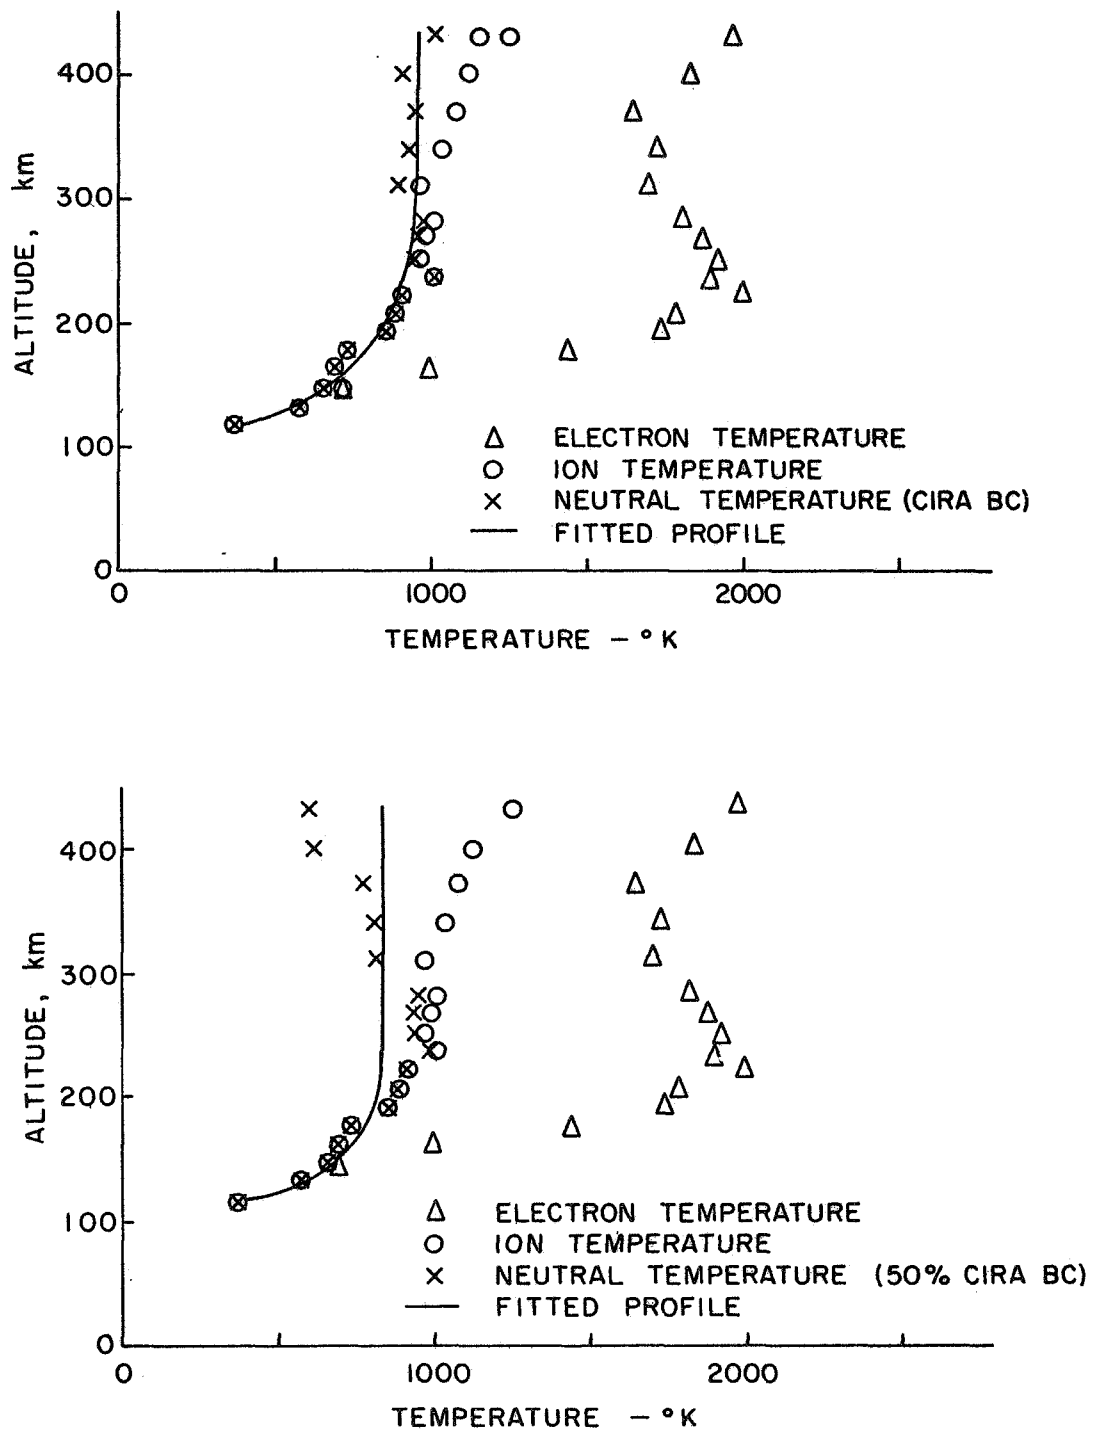 400
300
200
100
0
ALTITUDE, km
ELECTRON TEMPERATURE
ION TEMPERATURE
NEUTRAL TEMPERATURE (CIRA BC)
FITTED PROFILE
0 1000 2000
TEMPERATURE – °K
400
300
200
100
0
ALTITUDE, km
ELECTRON TEMPERATURE
ION TEMPERATURE
NEUTRAL TEMPERATURE (50% CIRA BC)
FITTED PROFILE
0 1000 2000
TEMPERATURE – °K